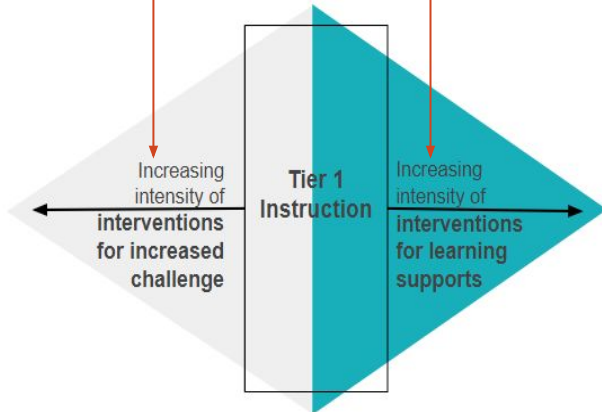 Increasing
intensity of
interventions
for increased
challenge
Tier 1
Instruction
Increasing
intensity of
interventions
for learning
supports